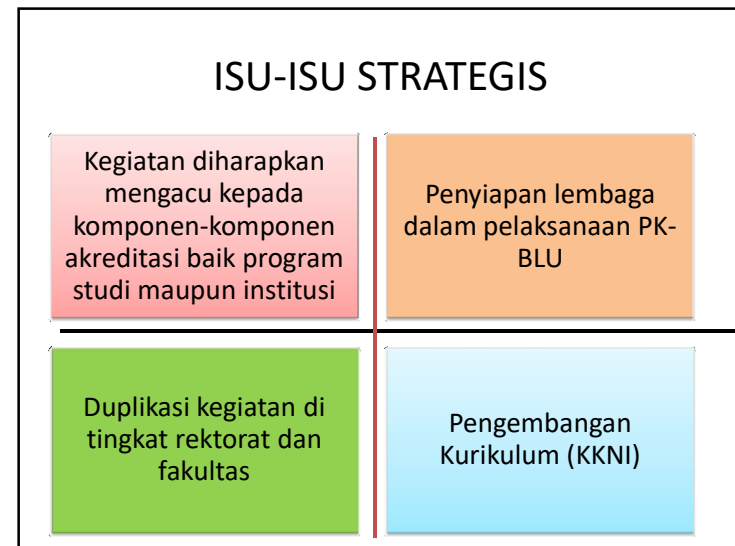 ISU-ISU STRATEGIS
Kegiatan diharapkan
mengacu kepada
komponen-komponen
akreditasi baik program
studi maupun institusi
Penyiapan lembaga
dalam pelaksanaan PK-
BLU
Duplikasi kegiatan di
tingkat rektorat dan
fakultas
Pengembangan
Kurikulum (KKNI)